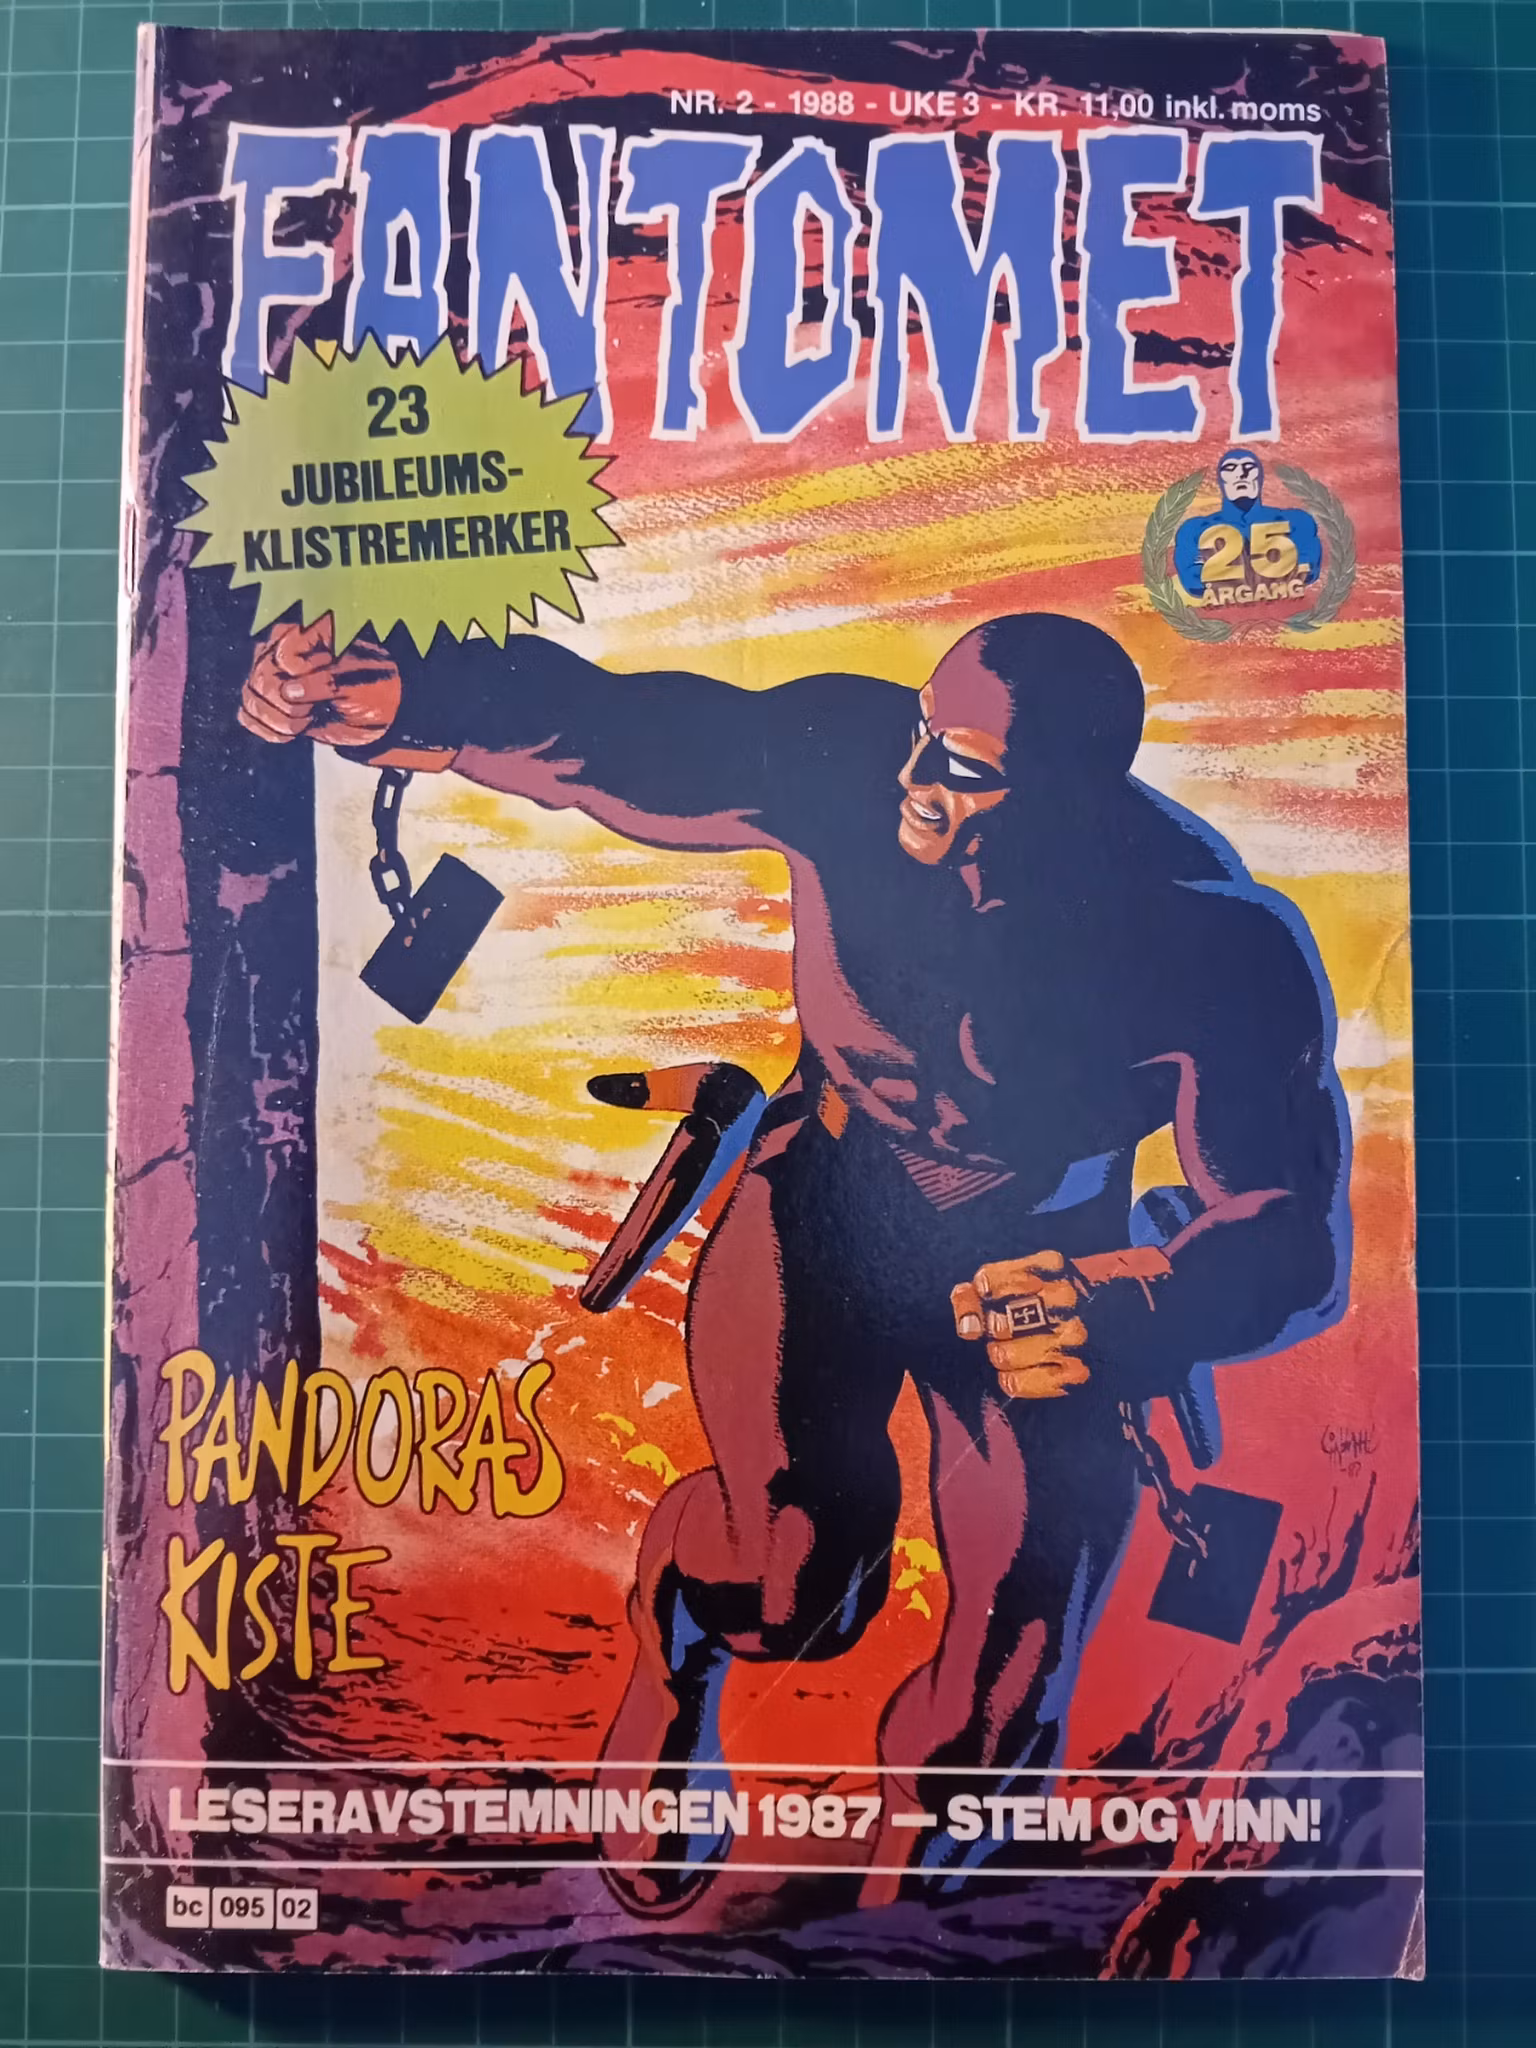 NR. 2 - 1988 - UKE 3 - KR. 11,00 inkl. moms
FANTOMET
23
JUBILEUMS-
KLISTREMERKER
25.
ÅRGANG
PANDORAS
KISTE
-87
LESERAVSTEMNINGEN 1987 — STEM OG VINN!
bc 095 02